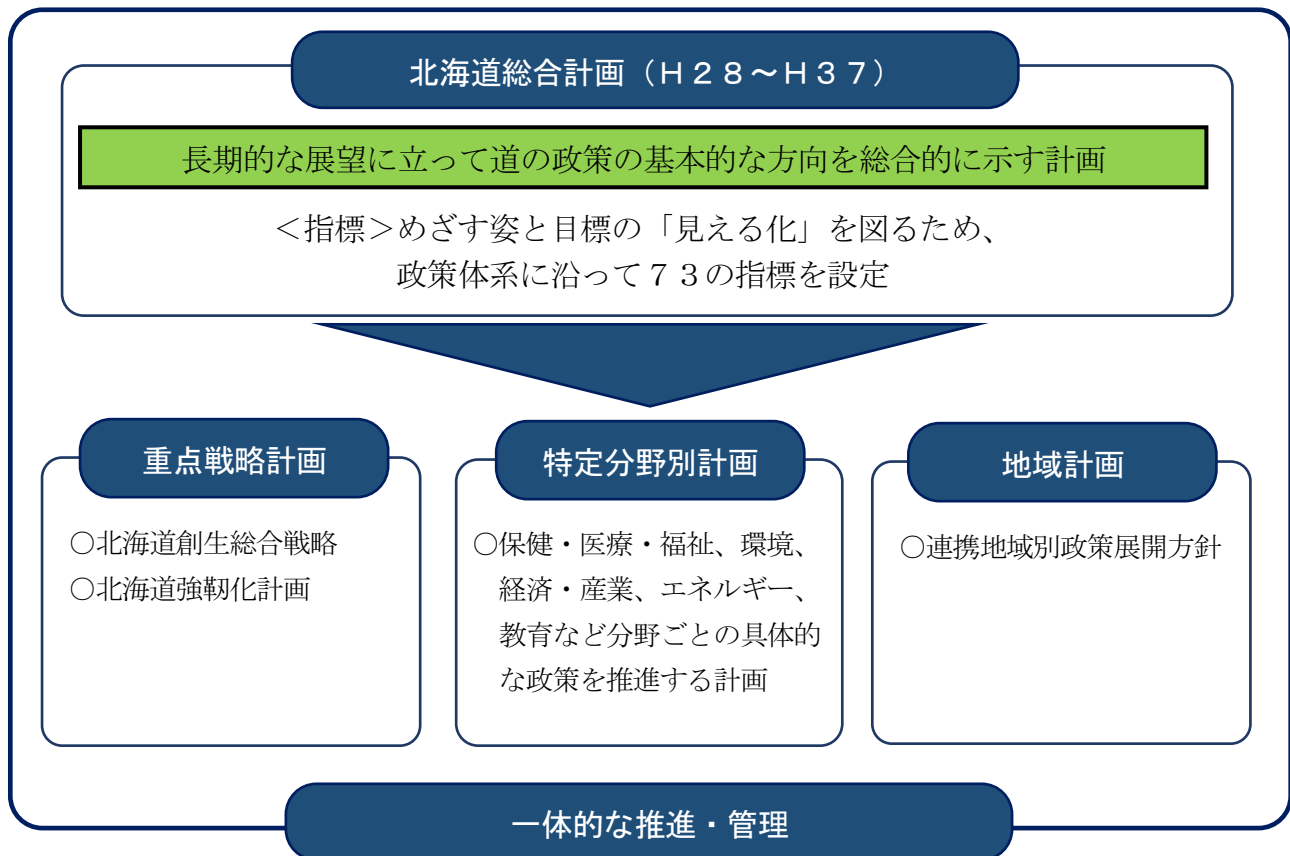 北海道総合計画（Ｈ２８～Ｈ３７）
長期的な展望に立って道の政策の基本的な方向を総合的に示す計画
＜指標＞めざす姿と目標の「見える化」を図るため、
政策体系に沿って７３の指標を設定
重点戦略計画
○北海道創生総合戦略
○北海道強靱化計画
特定分野別計画
○保健・医療・福祉、環境、
経済・産業、エネルギー、
教育など分野ごとの具体的
な政策を推進する計画
地域計画
○連携地域別政策展開方針
一体的な推進・管理